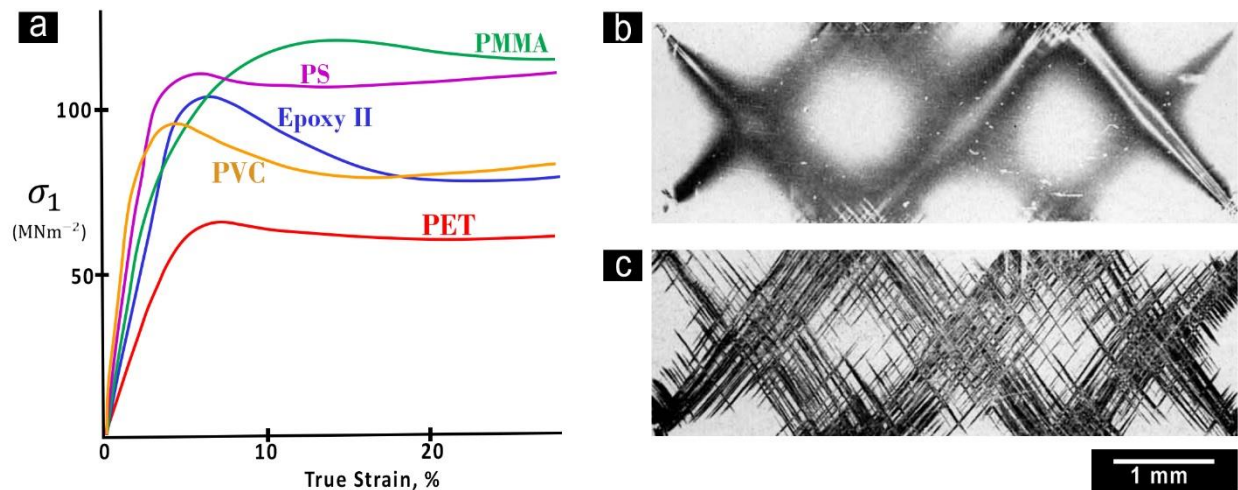 a
PMMA
PS
100
Epoxy II
PVC
σ₁
(MNm⁻²)
PET
50
0
10
20
True Strain, %
b
c
1 mm